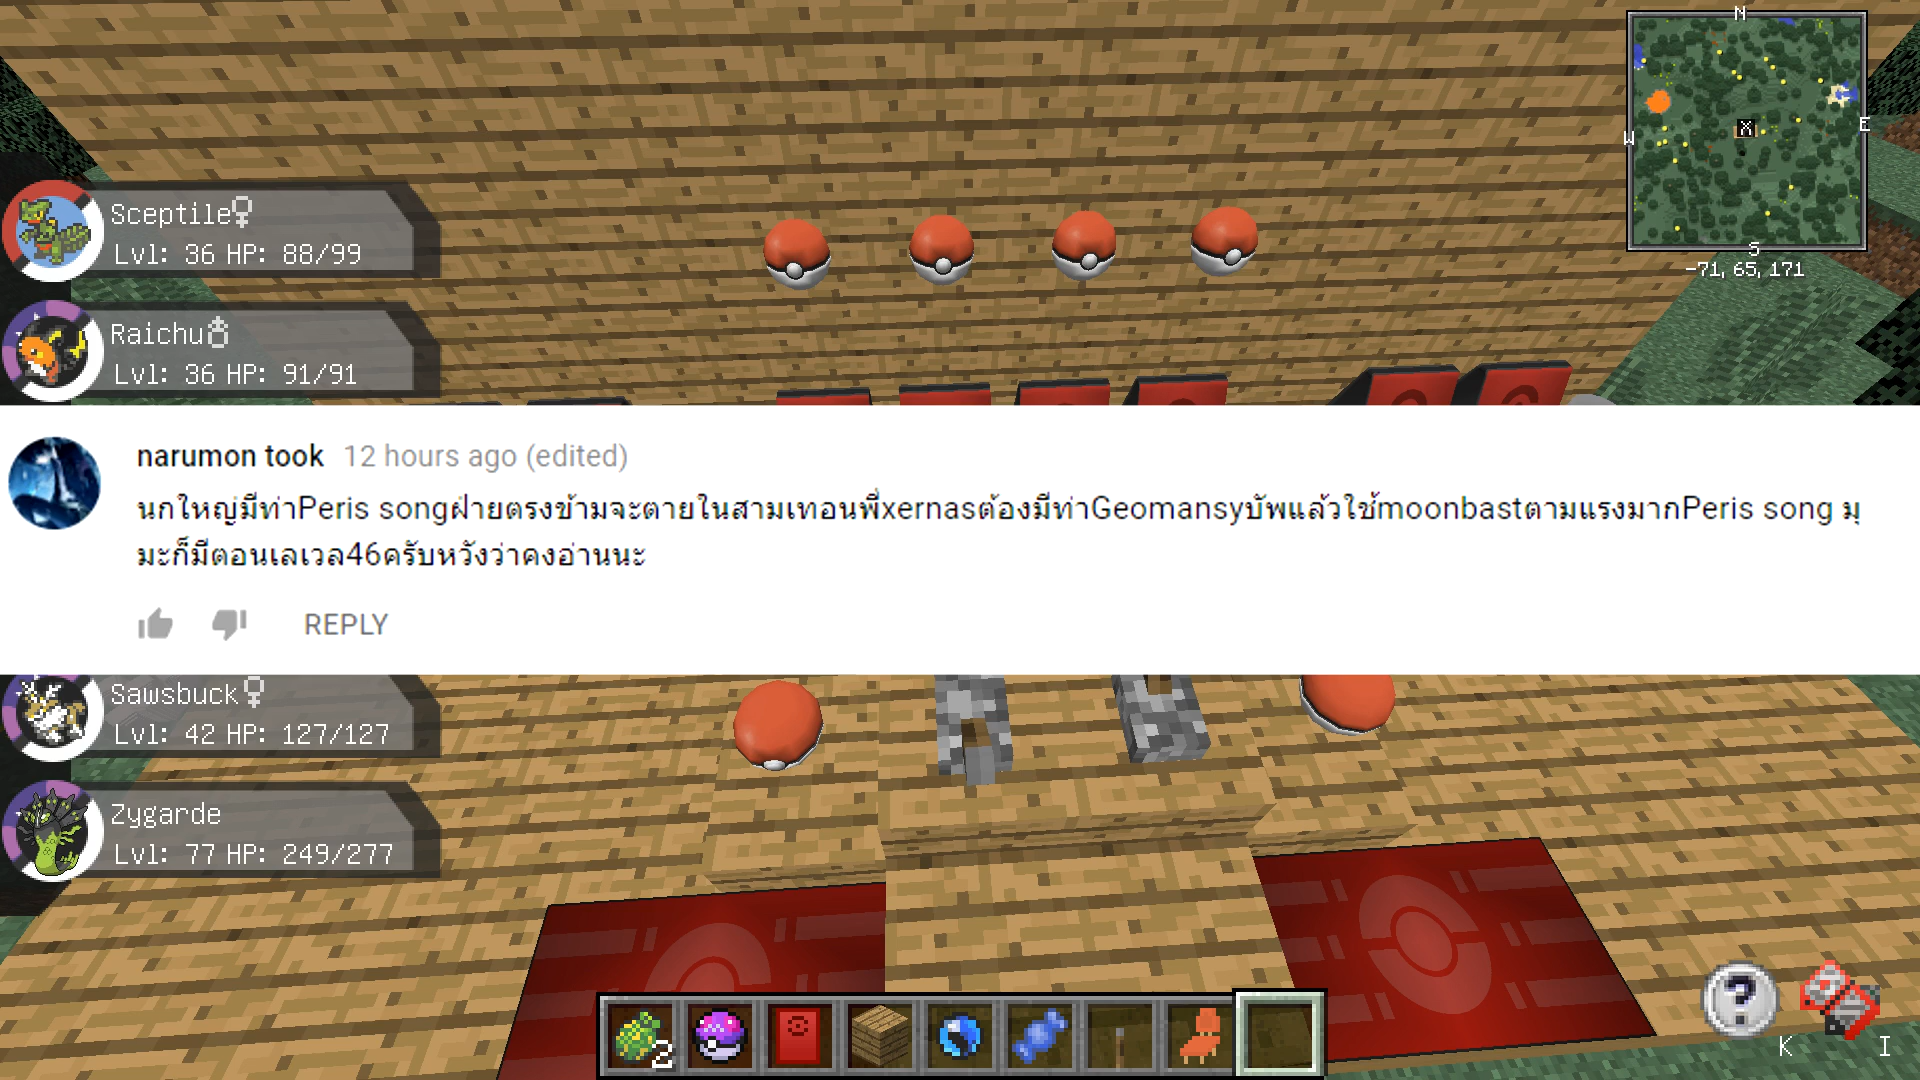 N
W
E
S
-71, 65, 171
Sceptile♀
Lvl: 36 HP: 88/99
Raichu☃
Lvl: 36 HP: 91/91
narumon took 12 hours ago (edited)
นกใหญ่มีท่าPeris songฝ่ายตรงข้ามจะตายในสามเทอนพี่xernasต้องมีท่าGeomansyบัพแล้วใช้moonbastตามแรงมากPeris song มุ
มะก็มีตอนเลเวล46ครับหวังว่าคงอ่านนะ
REPLY
Sawsbuck♀
Lvl: 42 HP: 127/127
Zygarde
Lvl: 77 HP: 249/277
2
?
K I